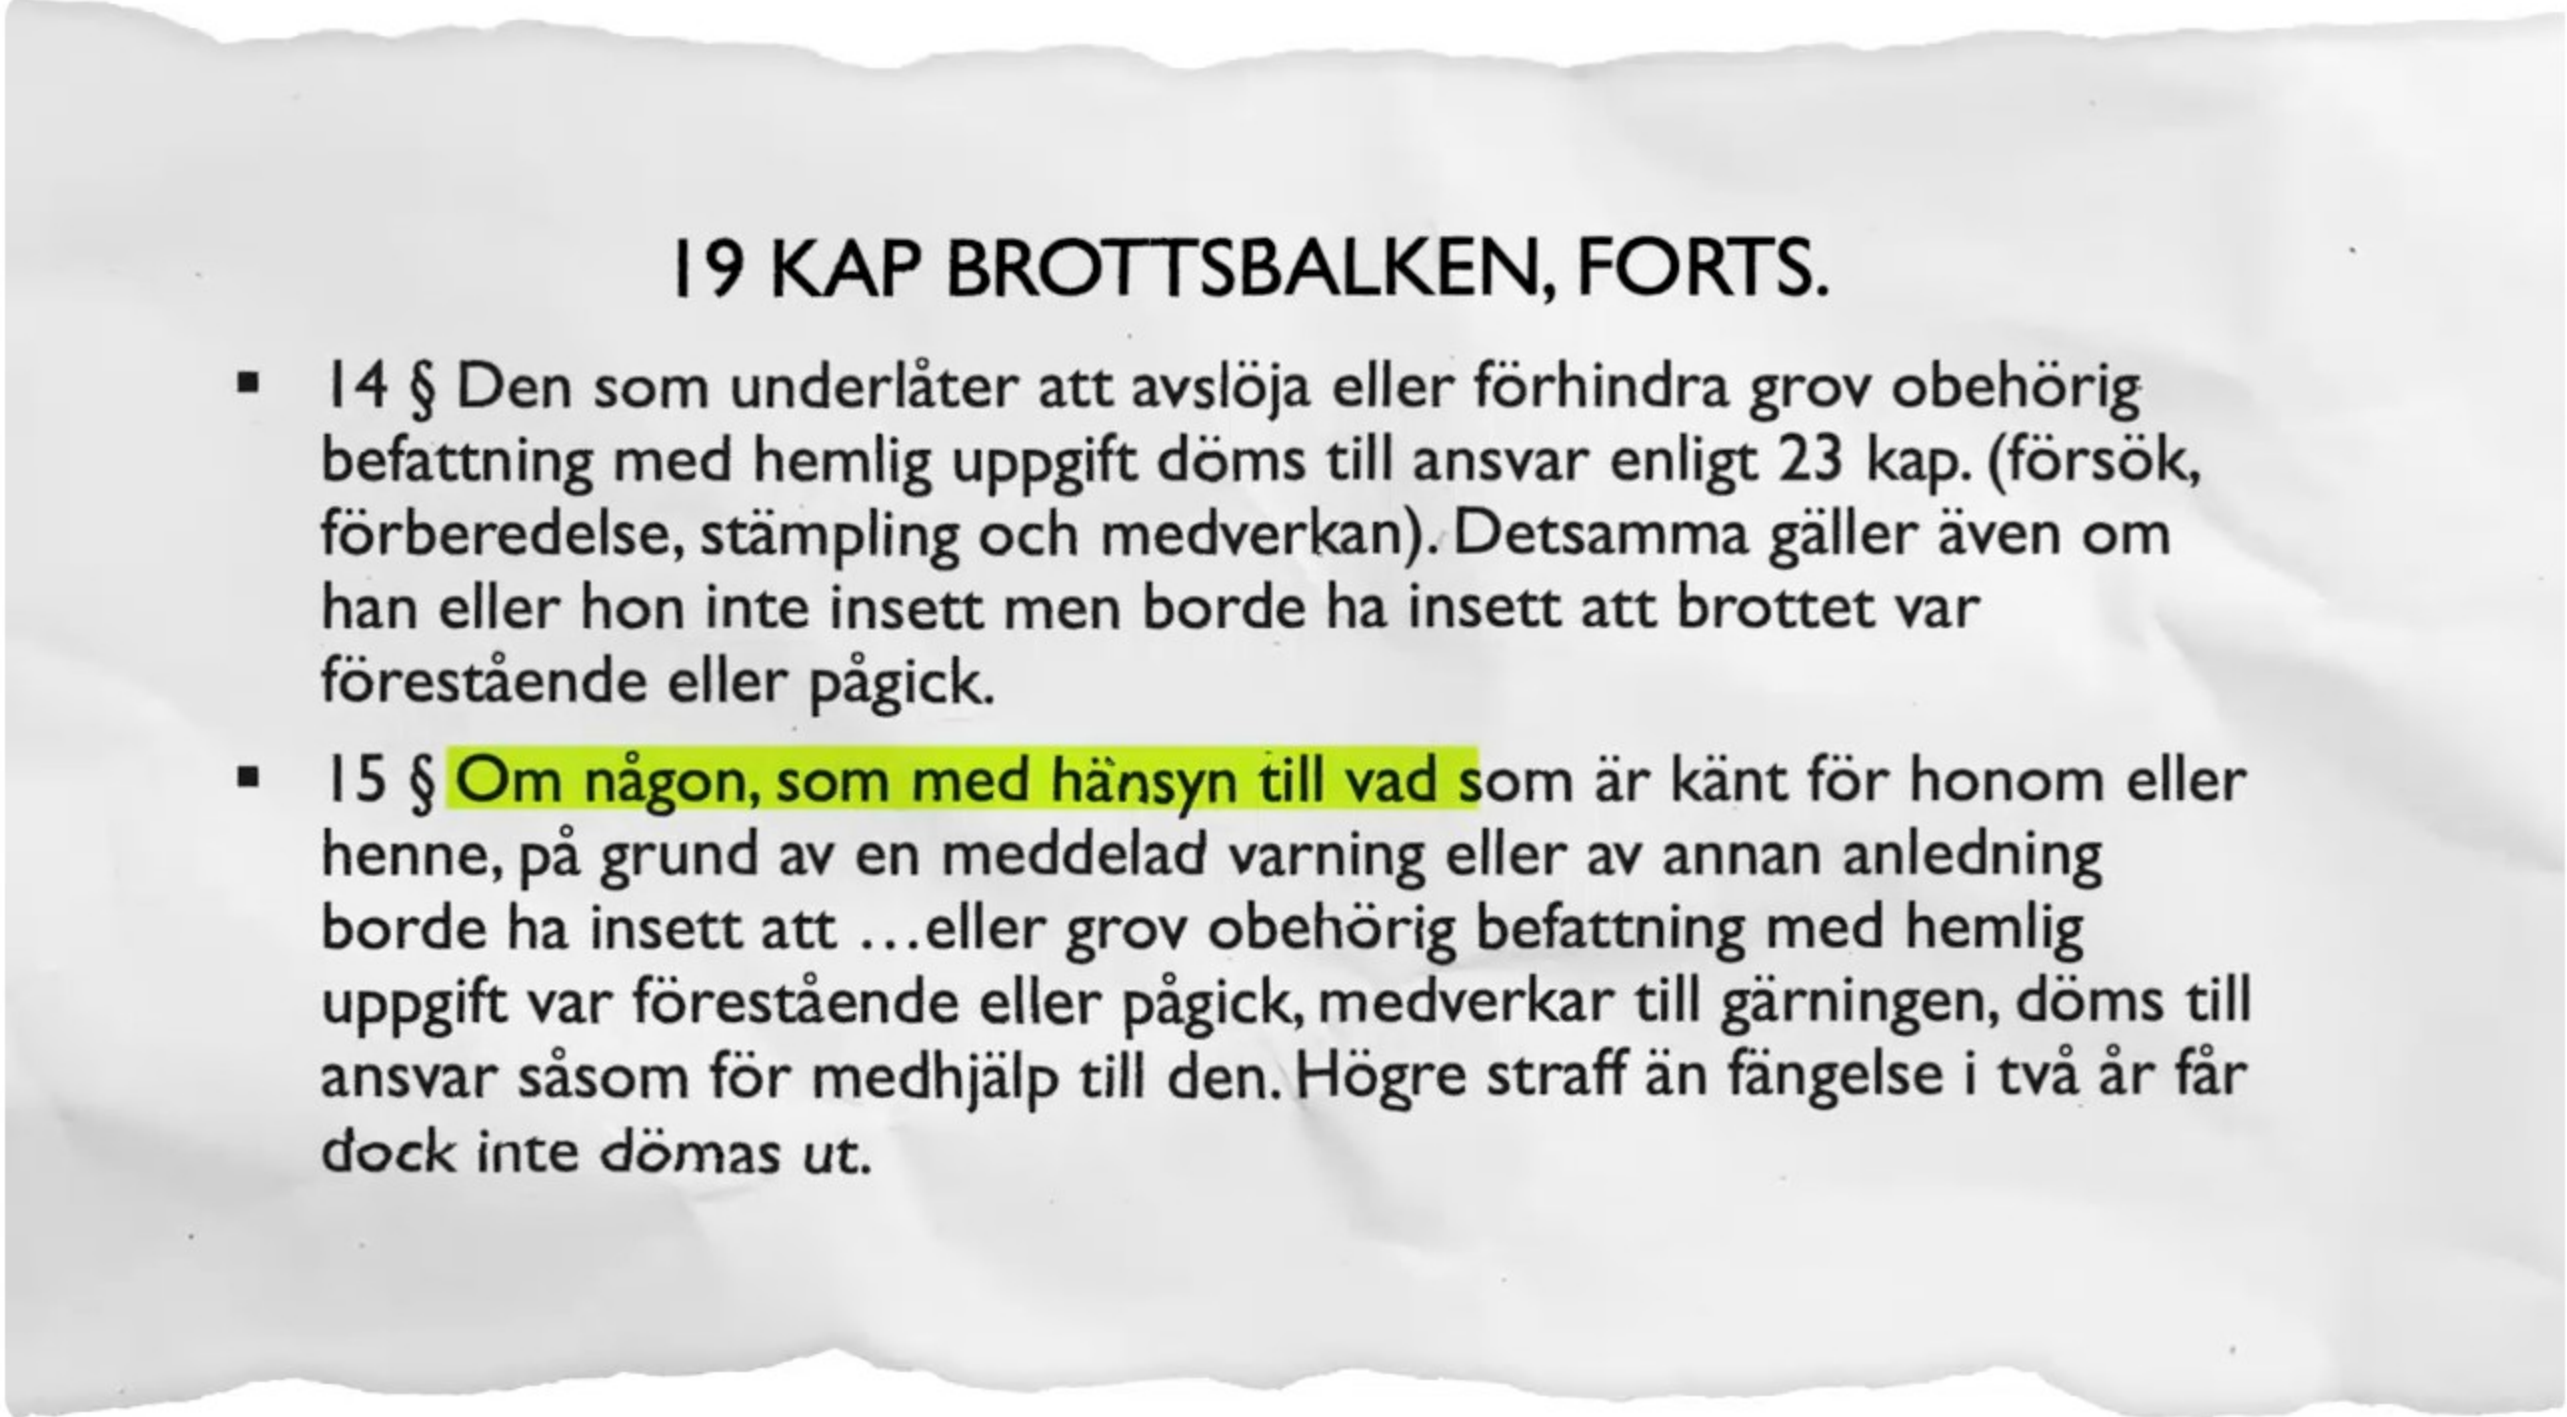 19 KAP BROTTSBALKEN, FORTS.
▪ 14 § Den som underlåter att avslöja eller förhindra grov obehörig
befattning med hemlig uppgift döms till ansvar enligt 23 kap. (försök,
förberedelse, stämpling och medverkan). Detsamma gäller även om
han eller hon inte insett men borde ha insett att brottet var
förestående eller pågick.
▪ 15 § Om någon, som med hänsyn till vad som är känt för honom eller
henne, på grund av en meddelad varning eller av annan anledning
borde ha insett att …eller grov obehörig befattning med hemlig
uppgift var förestående eller pågick, medverkar till gärningen, döms till
ansvar såsom för medhjälp till den. Högre straff än fängelse i två år får
dock inte dömas ut.